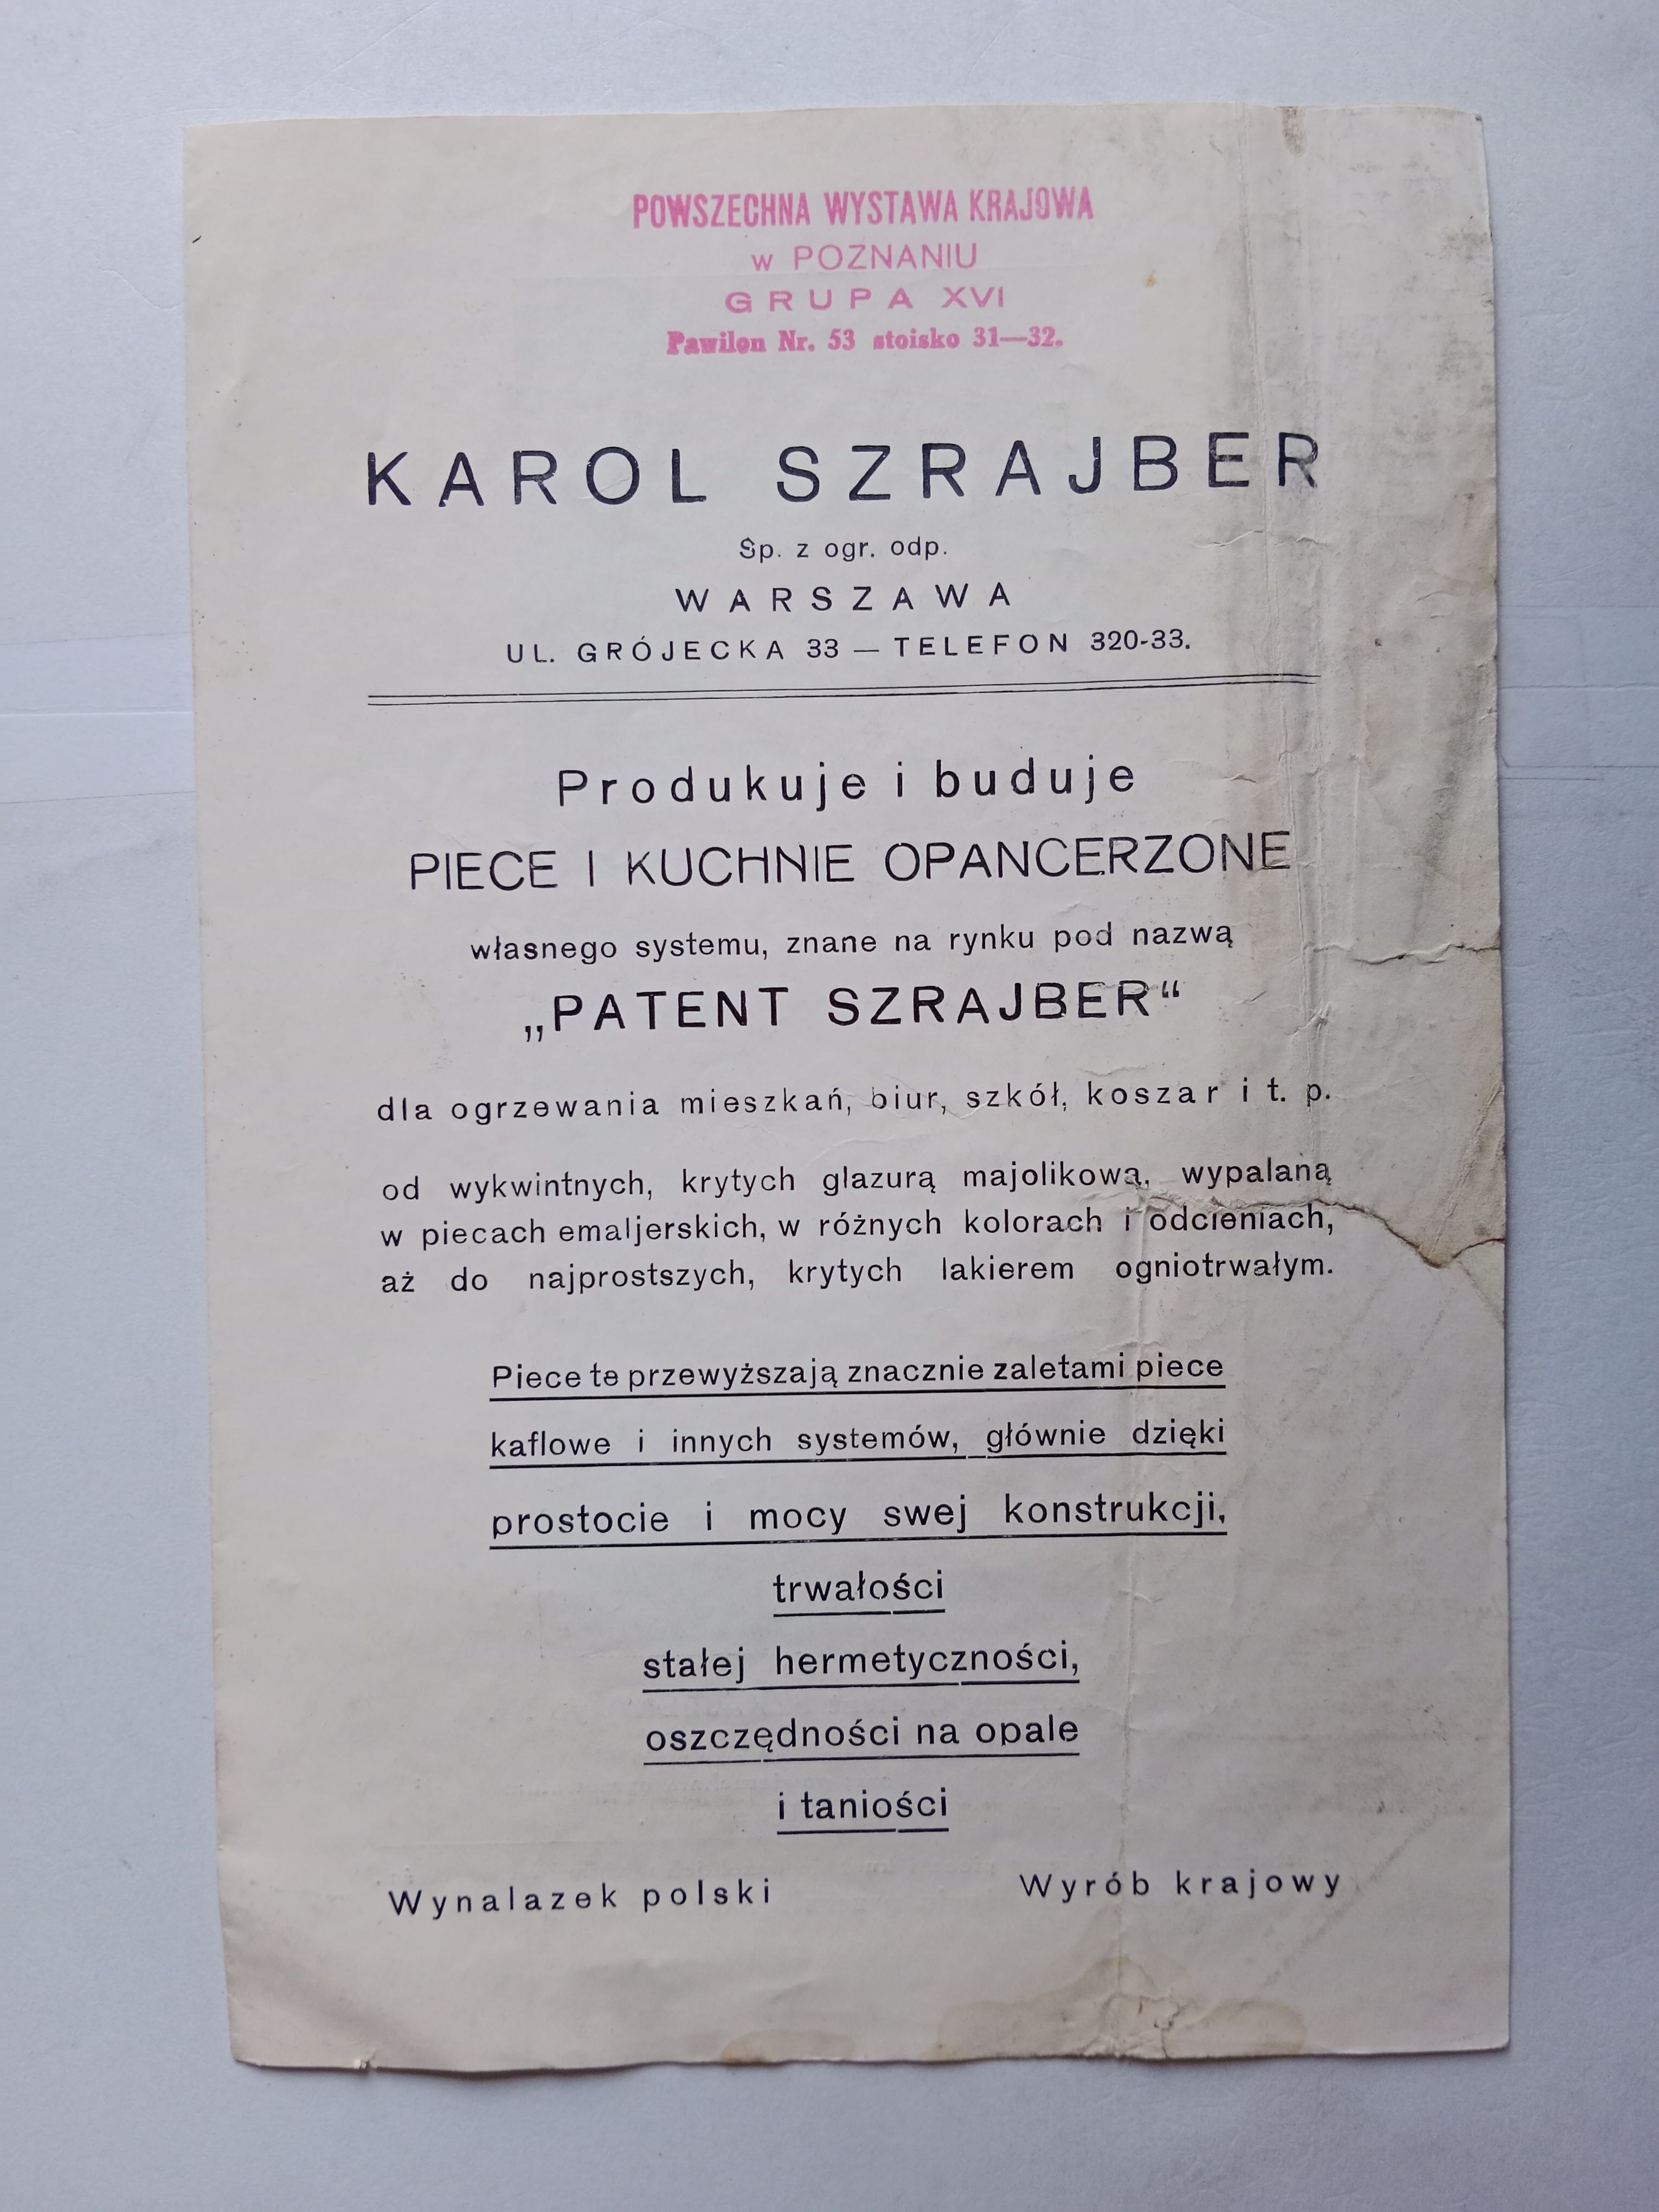 POWSZECHNA WYSTAWA KRAJOWA
w POZNANIU
GRUPA XVI
Pawilon Nr. 53 stoisko 31—32.
KAROL SZRAJBER
Sp. z ogr. odp.
WARSZAWA
UL. GRÓJECKA 33 — TELEFON 320-33.
Produkuje i buduje
PIECE I KUCHNIE OPANCERZONE
własnego systemu, znane na rynku pod nazwą
„PATENT SZRAJBER“
dla ogrzewania mieszkań, biur, szkół, koszar i t. p.
od wykwintnych, krytych glazurą majolikową, wypalaną
w piecach emaljerskich, w różnych kolorach i odcieniach,
aż do najprostszych, krytych lakierem ogniotrwałym.
Piece te przewyższają znacznie zaletami piece
kaflowe i innych systemów, głównie dzięki
prostocie i mocy swej konstrukcji,
trwałości
stałej hermetyczności,
oszczędności na opale
i taniości
Wynalazek polski Wyrób krajowy